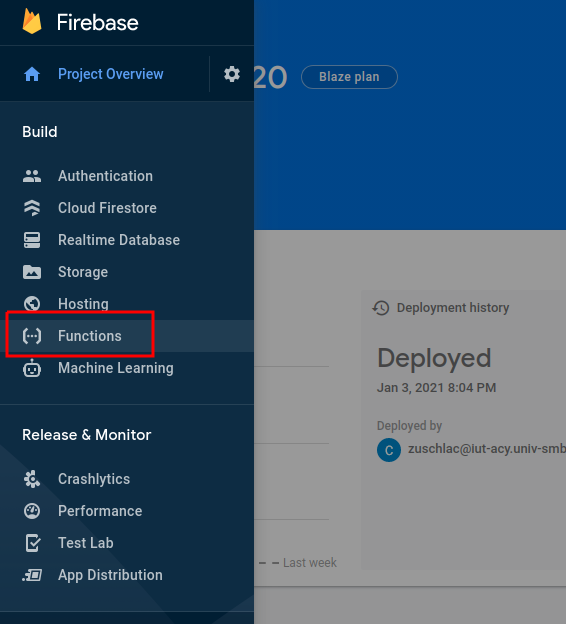 Firebase
Project Overview
20
Blaze plan
Build
Authentication
Cloud Firestore
Realtime Database
Storage
Hosting
Functions
Machine Learning
Deployment history
Deployed
Jan 3, 2021 8:04 PM
Deployed by
C
zuschlac@iut-acy.univ-smb
Release & Monitor
Crashlytics
Performance
Test Lab
App Distribution
Last week